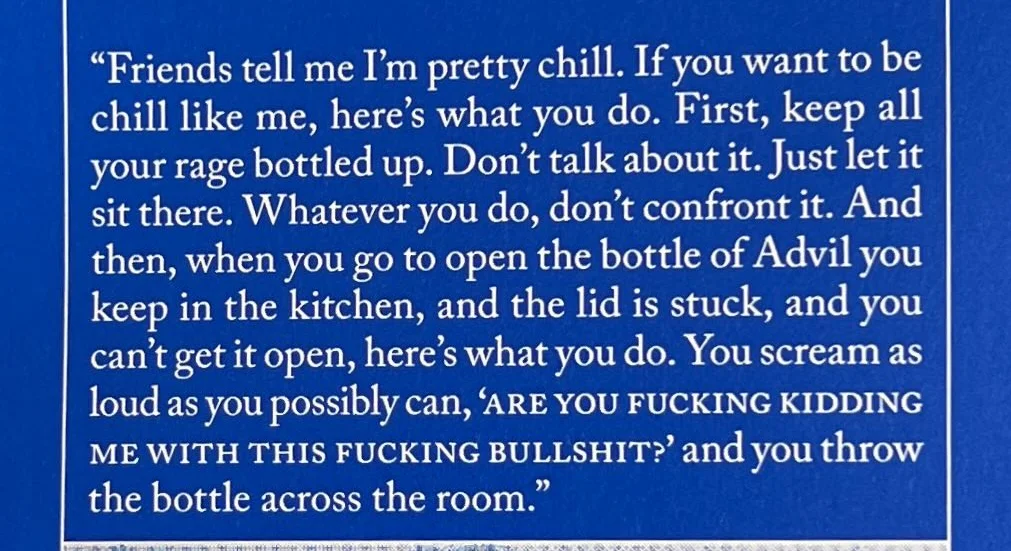 “Friends tell me I’m pretty chill. If you want to be
chill like me, here’s what you do. First, keep all
your rage bottled up. Don’t talk about it. Just let it
sit there. Whatever you do, don’t confront it. And
then, when you go to open the bottle of Advil you
keep in the kitchen, and the lid is stuck, and you
can’t get it open, here’s what you do. You scream as
loud as you possibly can, ‘ARE YOU FUCKING KIDDING
ME WITH THIS FUCKING BULLSHIT?’ and you throw
the bottle across the room.”